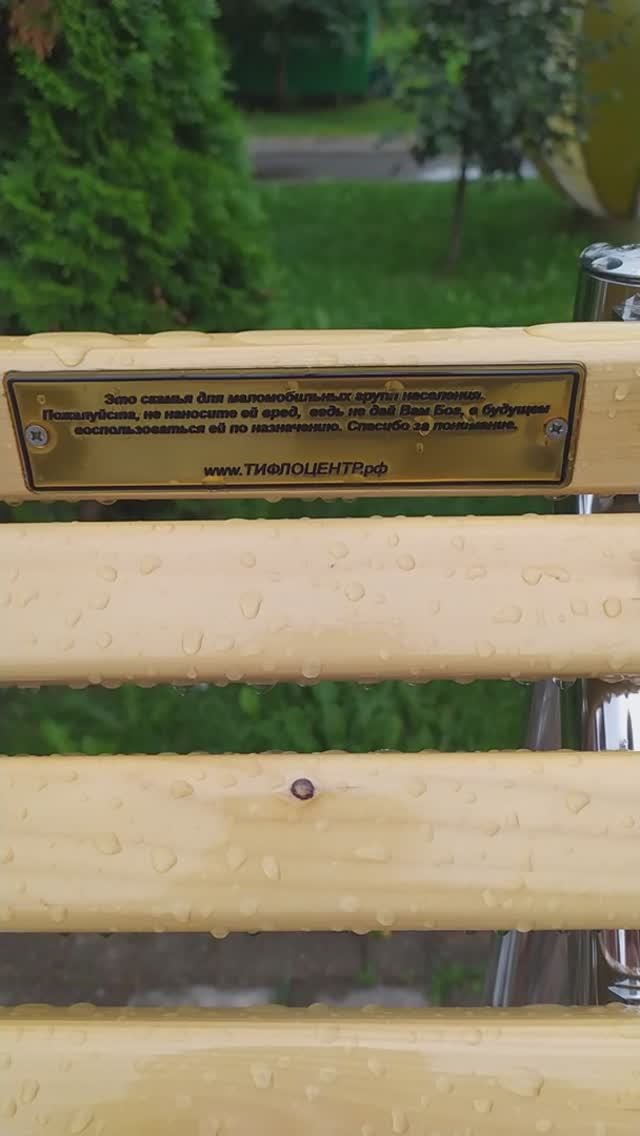 Это скамья для маломобильных групп населения.
Пожалуйста, не наносите ей вред, ведь не дай Вам Бог, в будущем
воспользоваться ей по назначению. Спасибо за понимание.
www.ТИФЛОЦЕНТР.рф